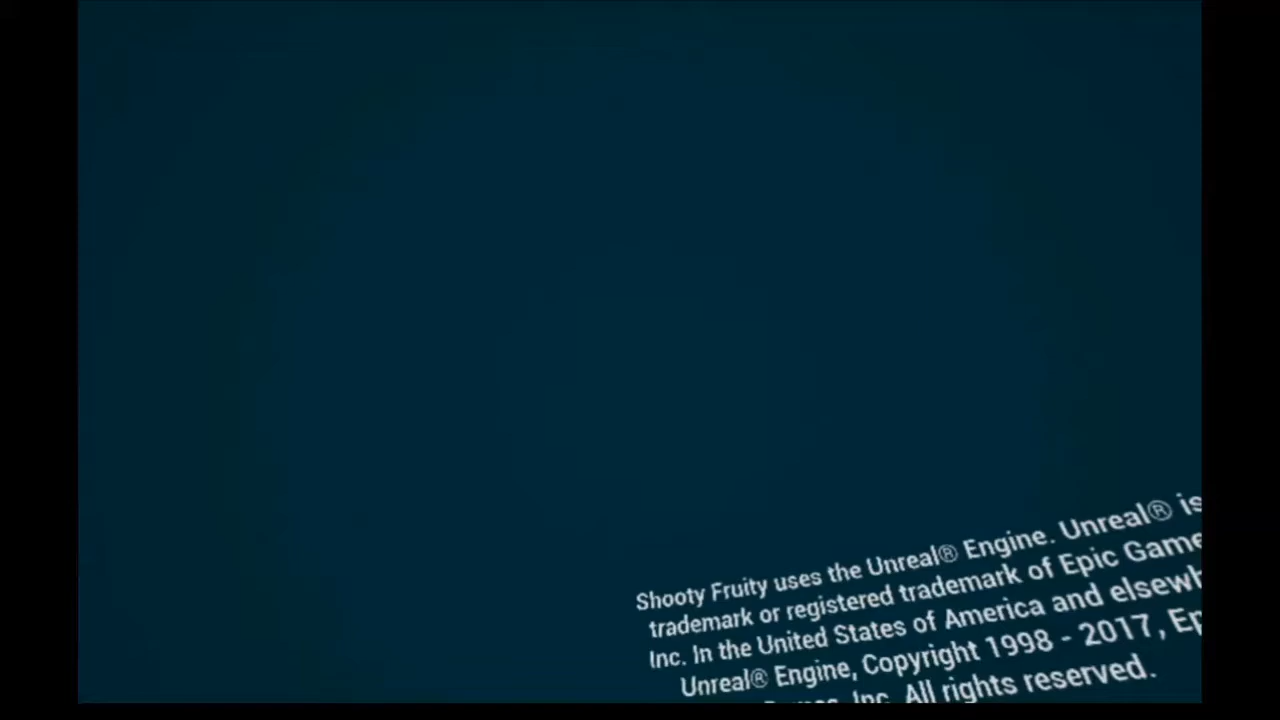 Shooty Fruity uses the Unreal® Engine. Unreal® is
trademark or registered trademark of Epic Game
Inc. In the United States of America and elsewh
Unreal® Engine, Copyright 1998 - 2017, Ep
Games, Inc. All rights reserved.